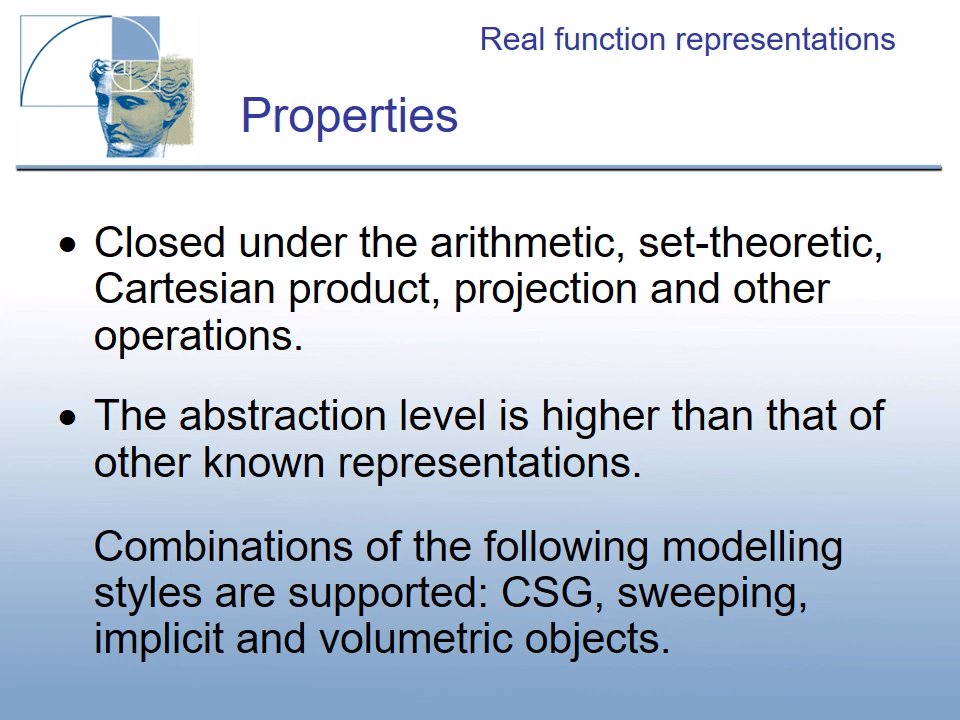 Real function representations
Properties
• Closed under the arithmetic, set-theoretic,
Cartesian product, projection and other
operations.
• The abstraction level is higher than that of
other known representations.
Combinations of the following modelling
styles are supported: CSG, sweeping,
implicit and volumetric objects.